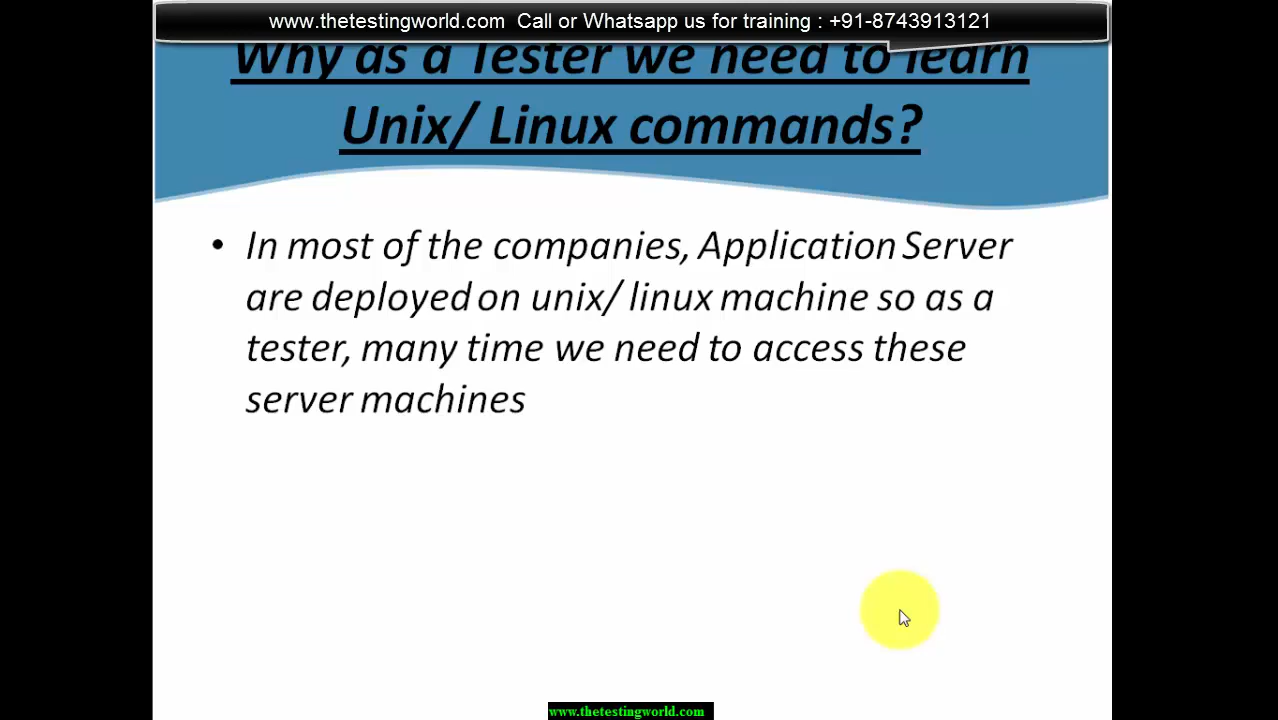 www.thetestingworld.com Call or Whatsapp us for training : +91-8743913121
Why as a Tester we need to learn
Unix/ Linux commands?
• In most of the companies, Application Server
are deployed on unix/ linux machine so as a
tester, many time we need to access these
server machines
www.thetestingworld.com